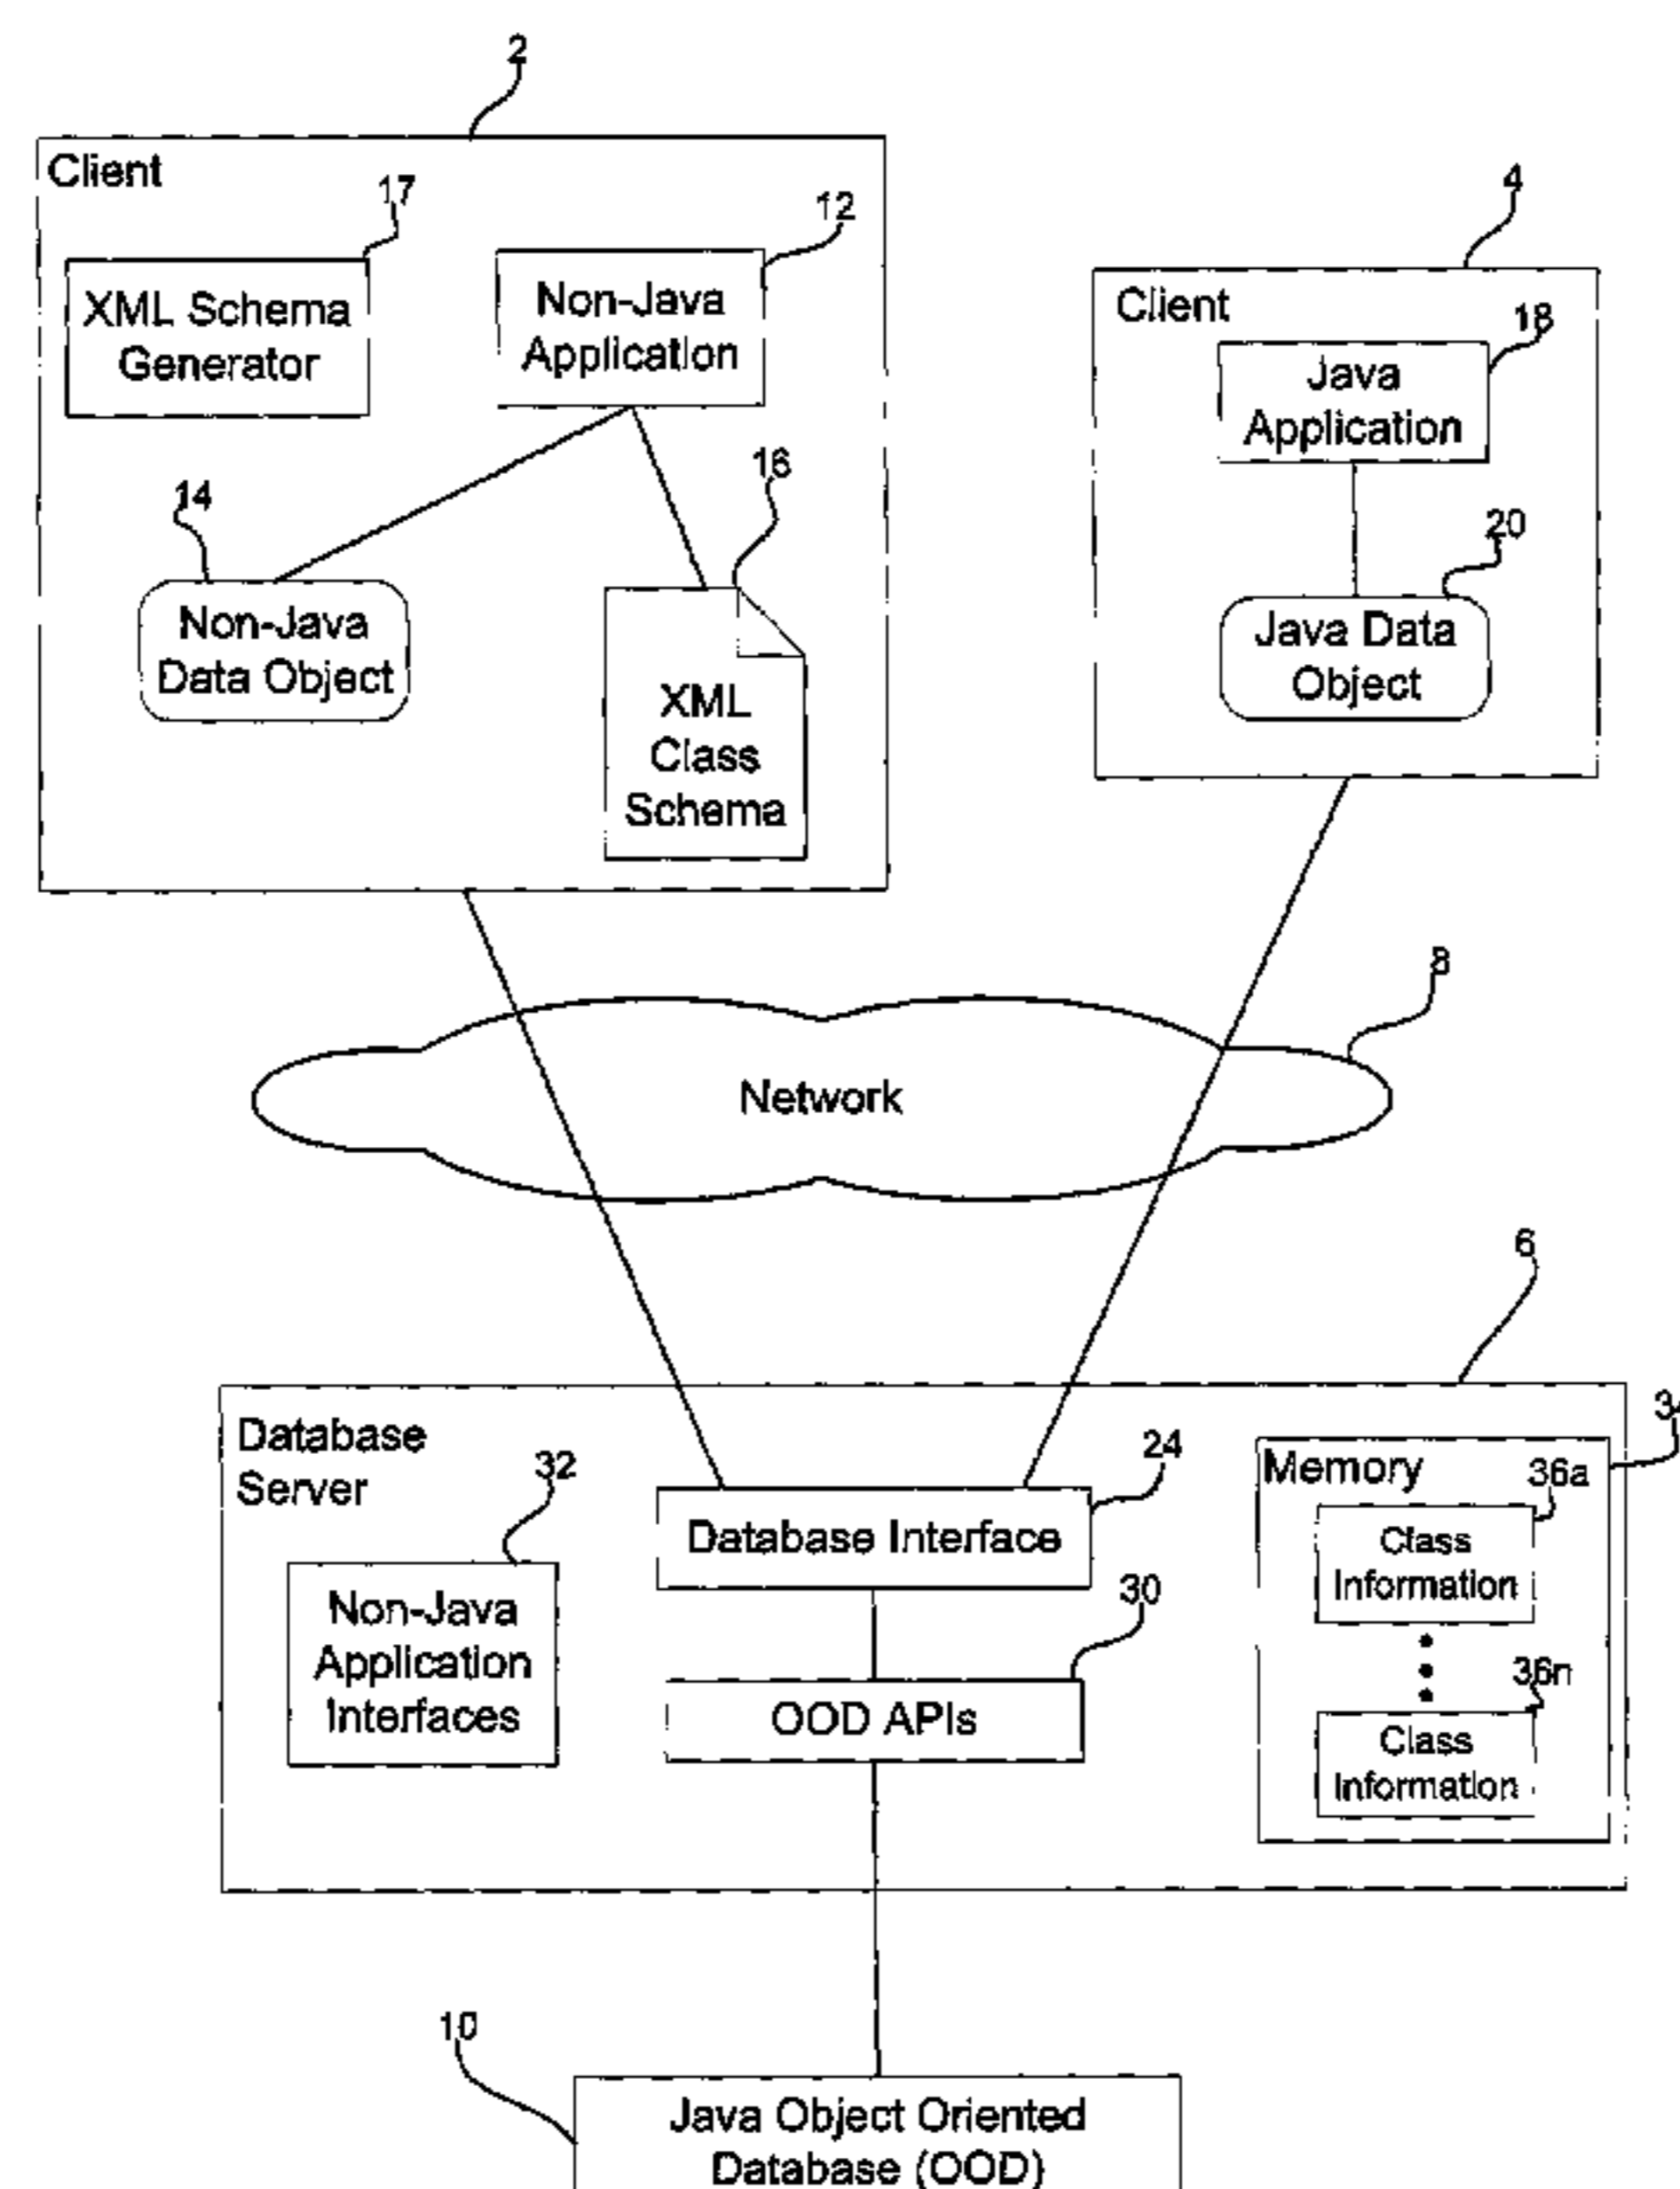 2
Client
17
12
XML Schema
Generator
Non-Java
Application
14
16
Non-Java
Data Object
XML
Class
Schema
4
Client
18
Java
Application
20
Java Data
Object
8
Network
6
Database
Server
32
24
Non-Java
Application
Interfaces
Database Interface
30
OOD APIs
Memory
36a
Class
Information
36n
Class
Information
10
Java Object Oriented
Database (OOD)